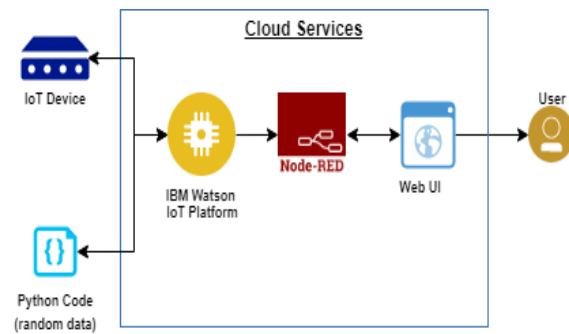 Cloud Services
IoT Device
IBM Watson
IoT Platform
Node-RED
Web UI
User
{}
Python Code
(random data)